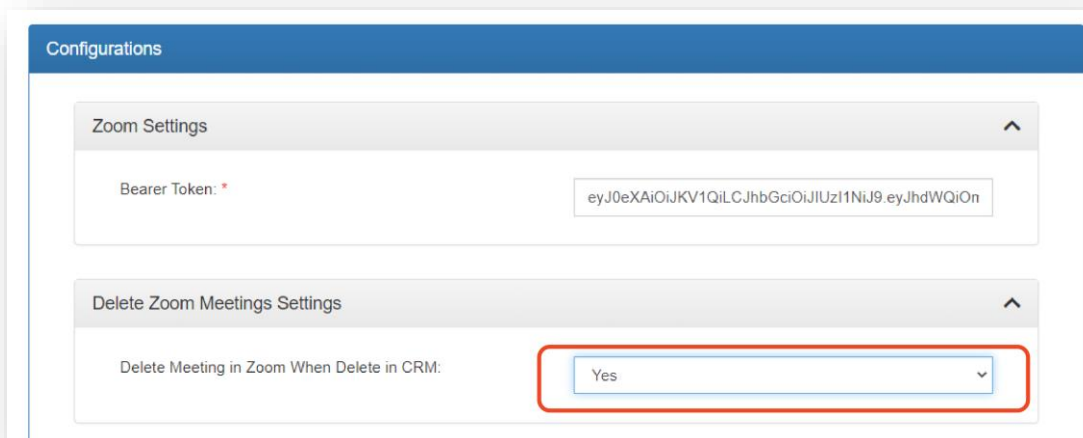 Configurations
Zoom Settings
Bearer Token: *
eyJ0eXAiOiJKV1QiLCJhbGciOiJIUzI1NiJ9.eyJhdWQiOn
Delete Zoom Meetings Settings
Delete Meeting in Zoom When Delete in CRM:
Yes